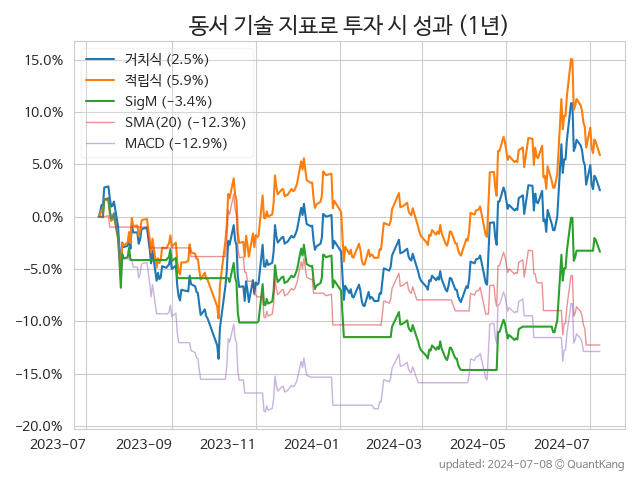 동서 기술 지표로 투자 시 성과 (1년)
거치식 (2.5%)
적립식 (5.9%)
SigM (−3.4%)
SMA(20) (−12.3%)
MACD (−12.9%)
15.0%
10.0%
5.0%
0.0%
−5.0%
−10.0%
−15.0%
−20.0%
2023-07 2023-09 2023-11 2024-01 2024-03 2024-05 2024-07
updated: 2024-07-08 © QuantKang